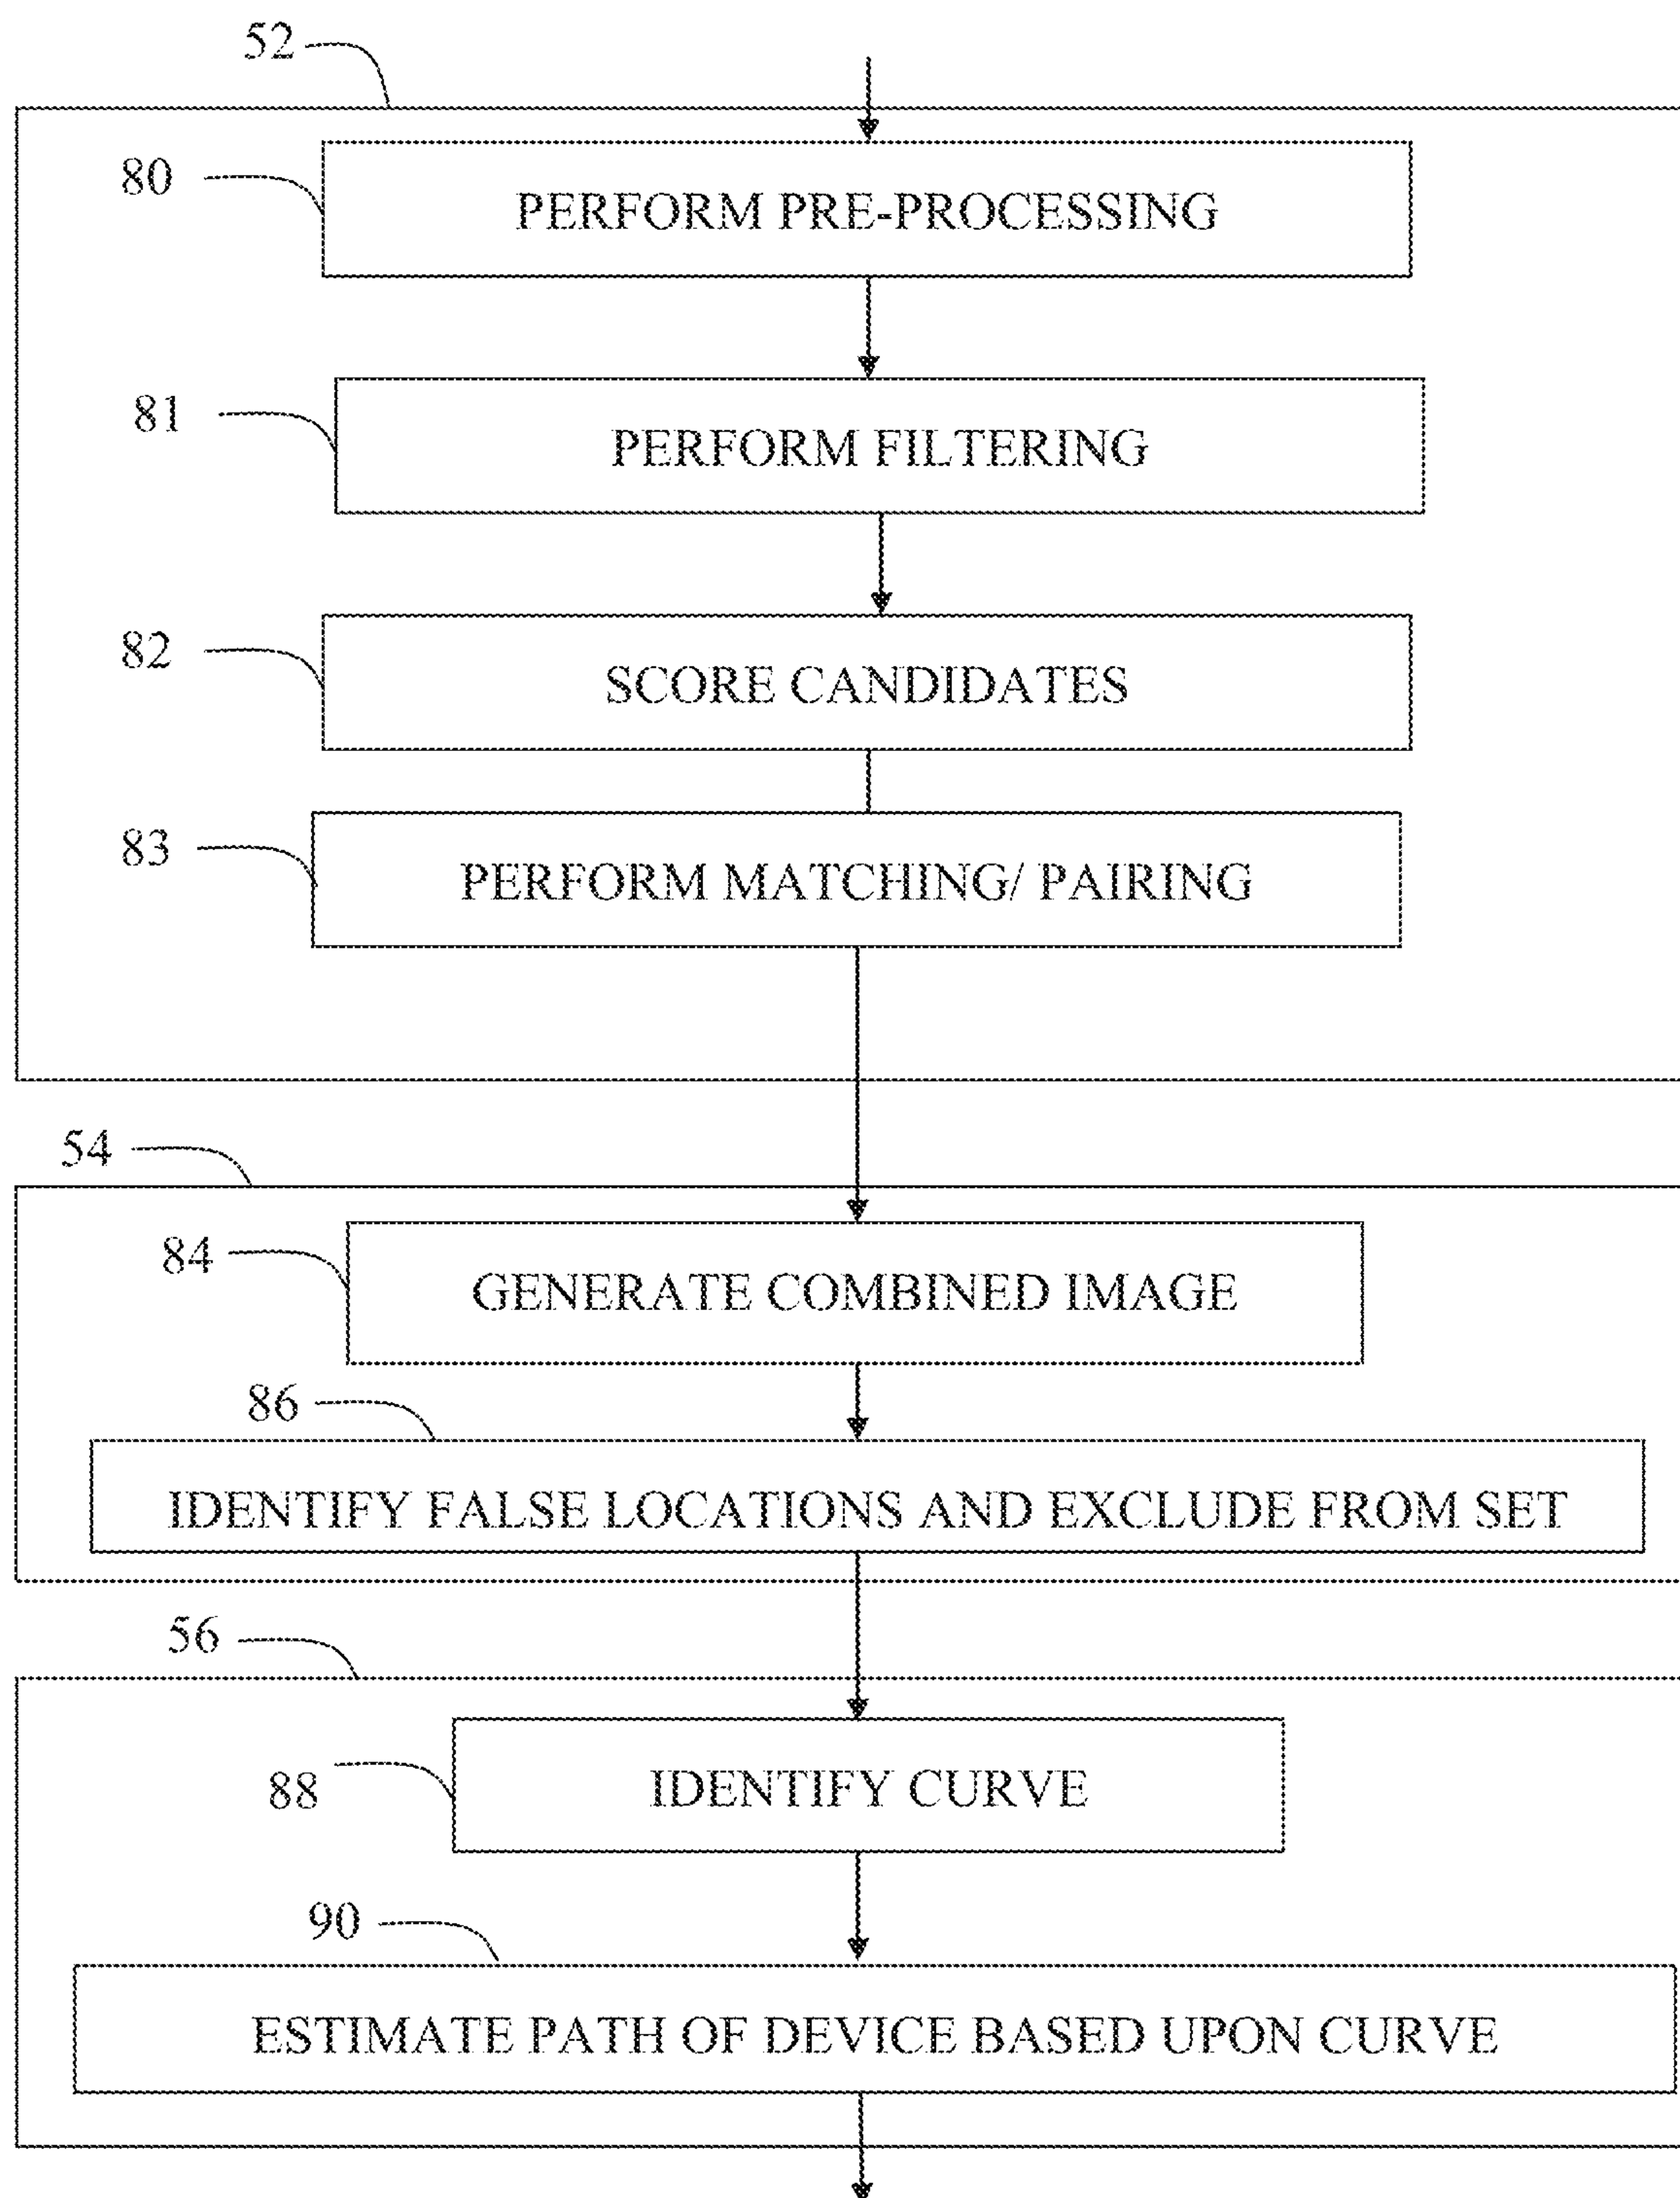 52
80
PERFORM PRE-PROCESSING
81
PERFORM FILTERING
82
SCORE CANDIDATES
83
PERFORM MATCHING/ PAIRING
54
84
GENERATE COMBINED IMAGE
86
IDENTIFY FALSE LOCATIONS AND EXCLUDE FROM SET
56
88
IDENTIFY CURVE
90
ESTIMATE PATH OF DEVICE BASED UPON CURVE